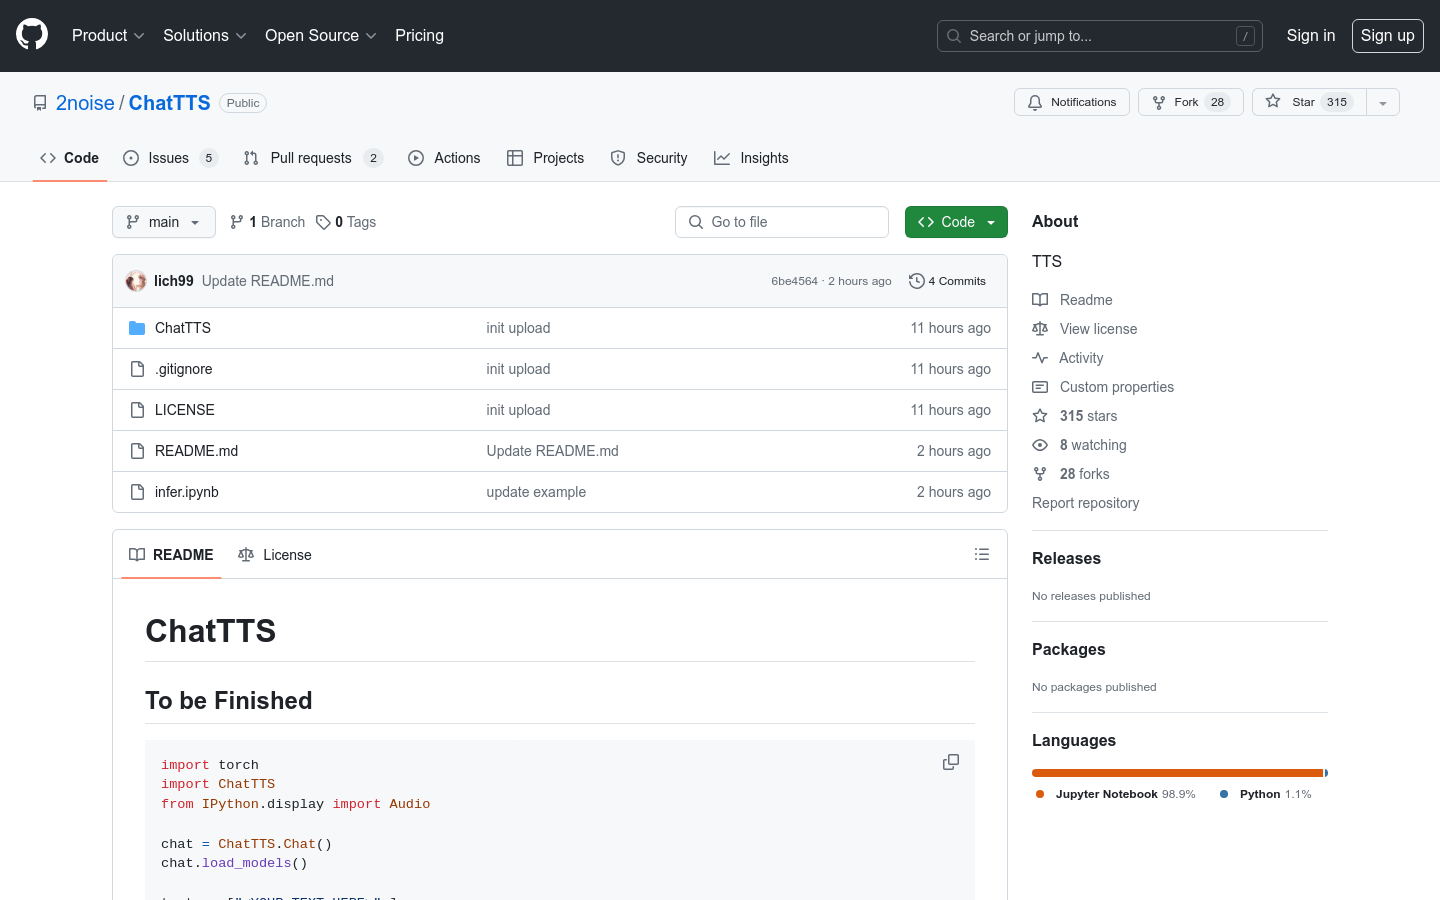 Product
Solutions
Open Source
Pricing
Search or jump to...
/
Sign in
Sign up
2noise / ChatTTS
Public
Notifications
Fork 28
Star 315
Code
Issues 5
Pull requests 2
Actions
Projects
Security
Insights
main
1 Branch
0 Tags
Go to file
Code
lich99 Update README.md
6be4564 · 2 hours ago
4 Commits
ChatTTS init upload 11 hours ago
.gitignore init upload 11 hours ago
LICENSE init upload 11 hours ago
README.md Update README.md 2 hours ago
infer.ipynb update example 2 hours ago
README
License
ChatTTS
To be Finished
import torch
import ChatTTS
from IPython.display import Audio
chat = ChatTTS.Chat()
chat.load_models()
About
TTS
Readme
View license
Activity
Custom properties
315 stars
8 watching
28 forks
Report repository
Releases
No releases published
Packages
No packages published
Languages
Jupyter Notebook 98.9%
Python 1.1%